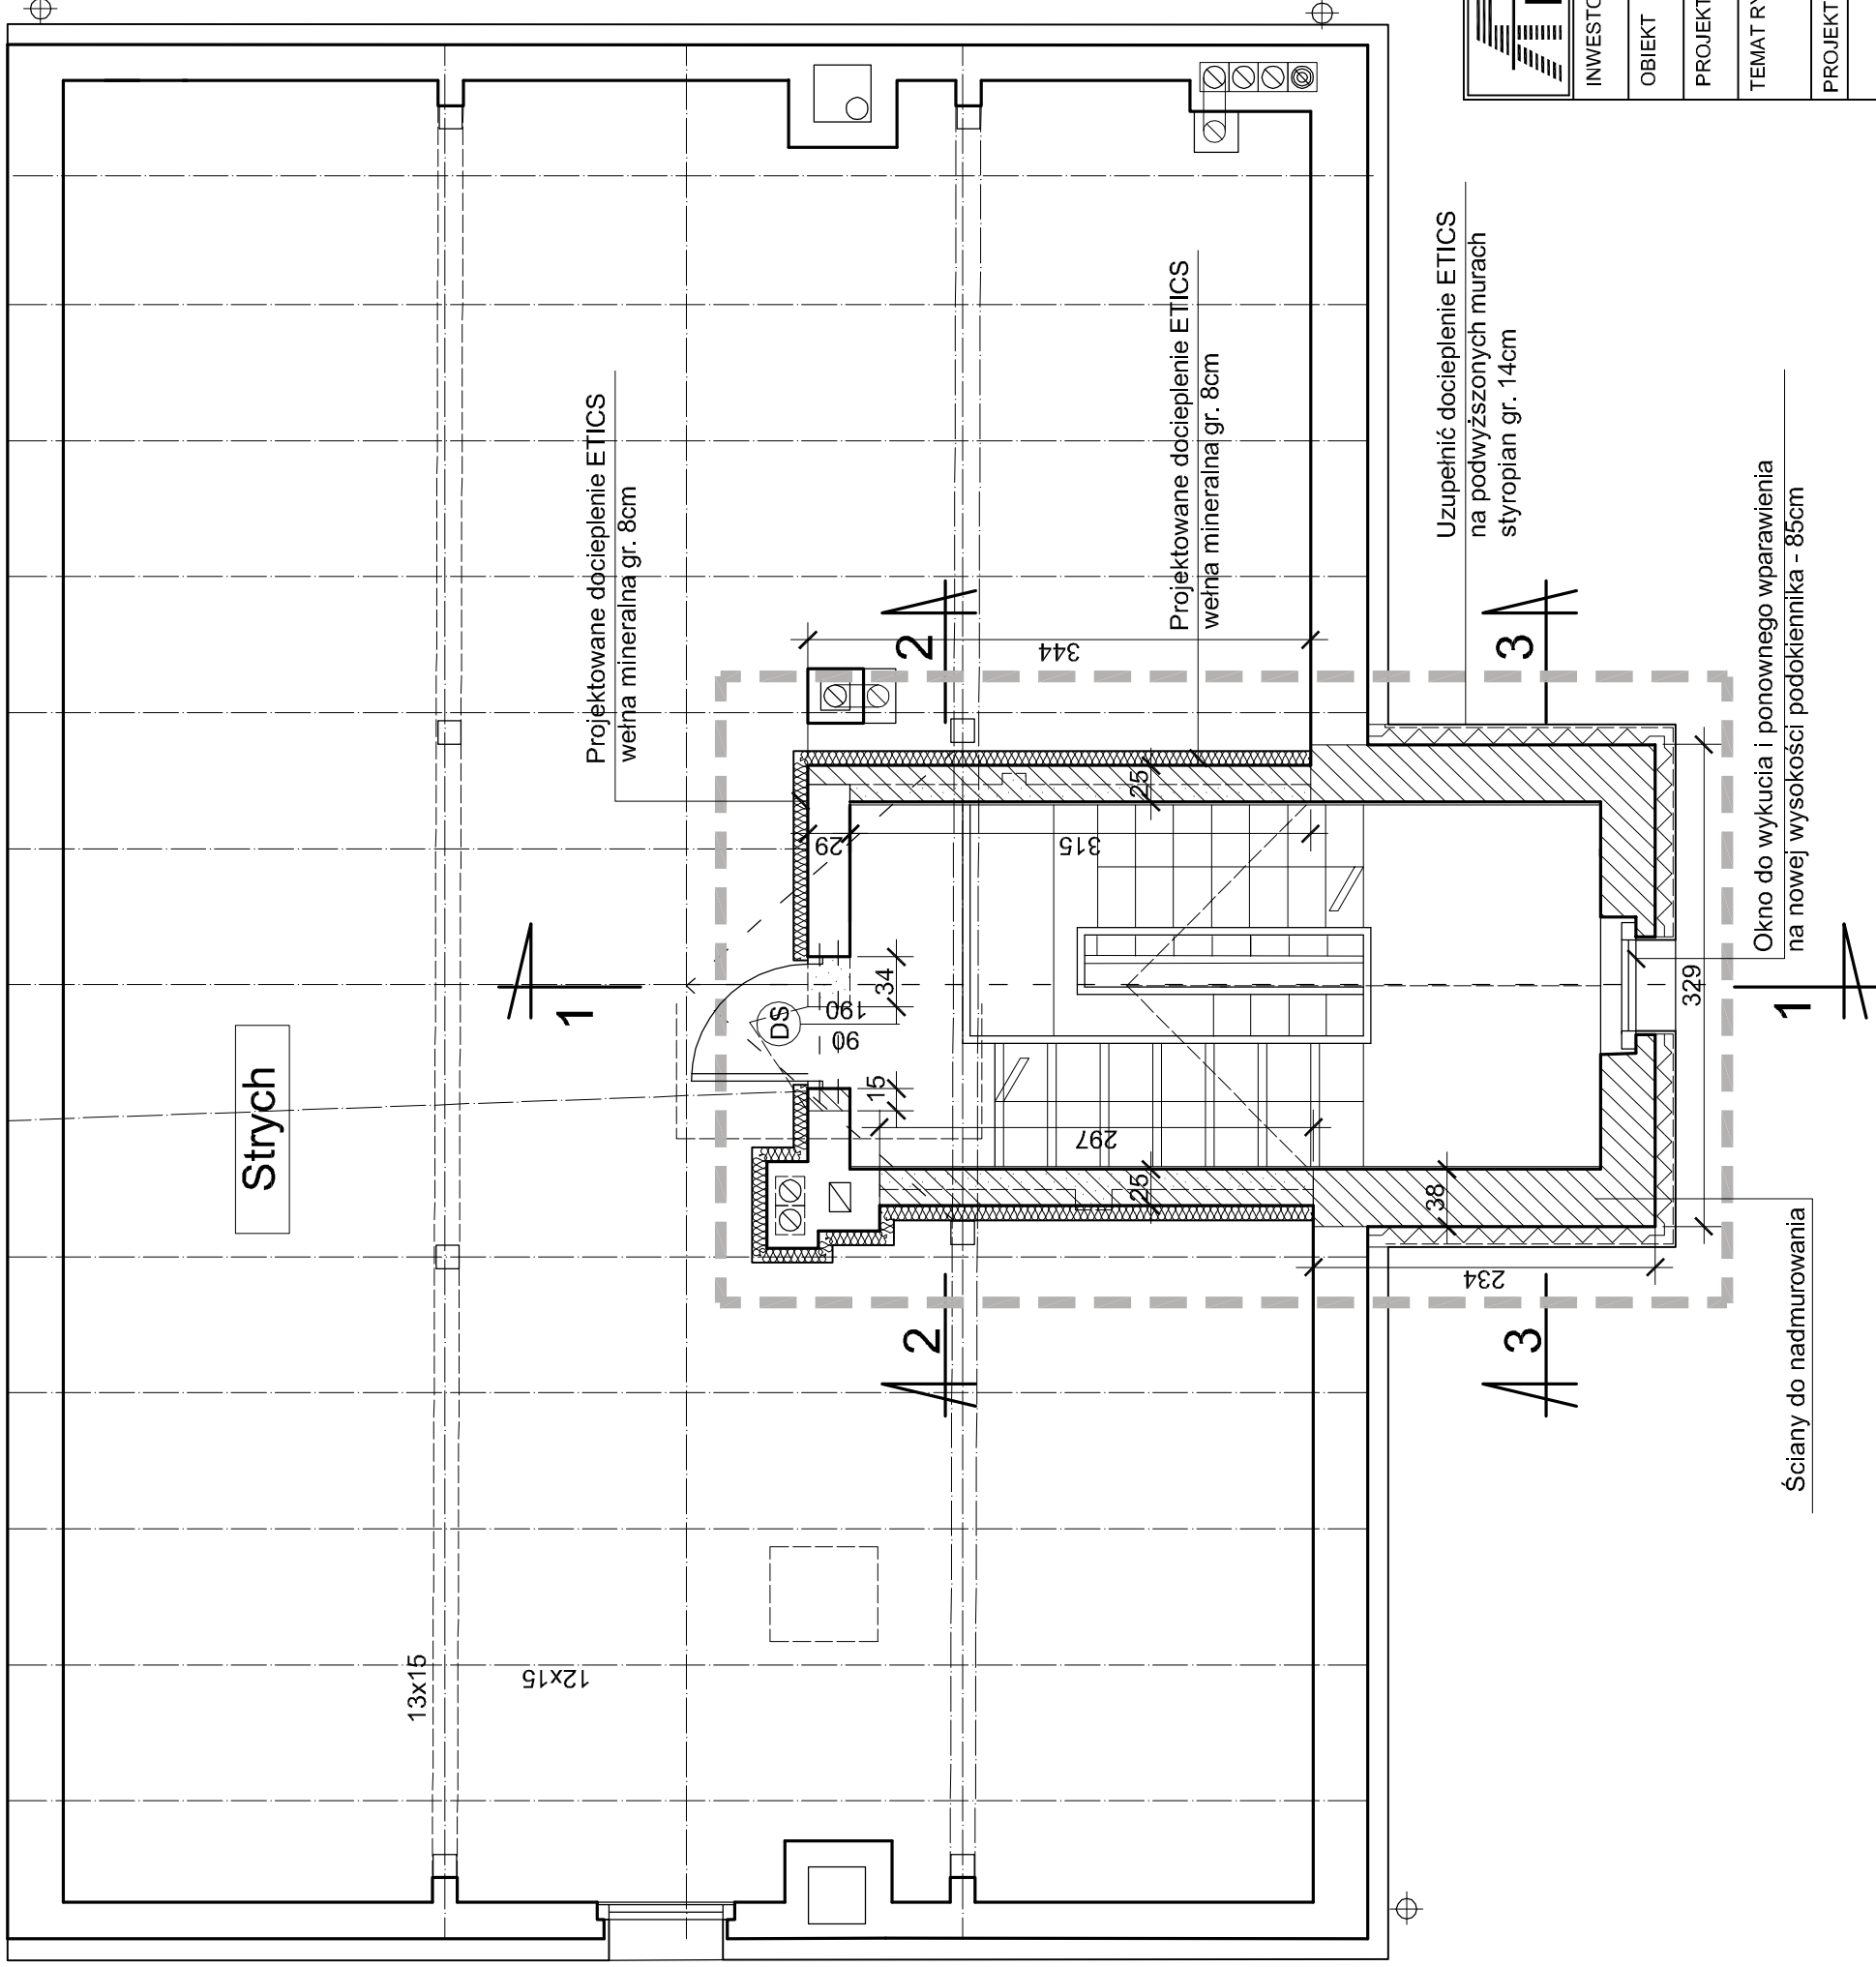 Strych
13x15
12x15
Projektowane docieplenie ETICS
wełna mineralna gr. 8cm
Projektowane docieplenie ETICS
wełna mineralna gr. 8cm
Uzupełnić docieplenie ETICS
na podwyższonych murach
styropian gr. 14cm
Okno do wykucia i ponownego wparawienia
na nowej wysokości podokiennika - 85cm
Ściany do nadmurowania
1
1
2
2
3
3
DS
90
190
34
15
29
315
344
297
25
25
38
234
329
INWESTO
OBIEKT
PROJEKT
TEMAT RY
PROJEKT